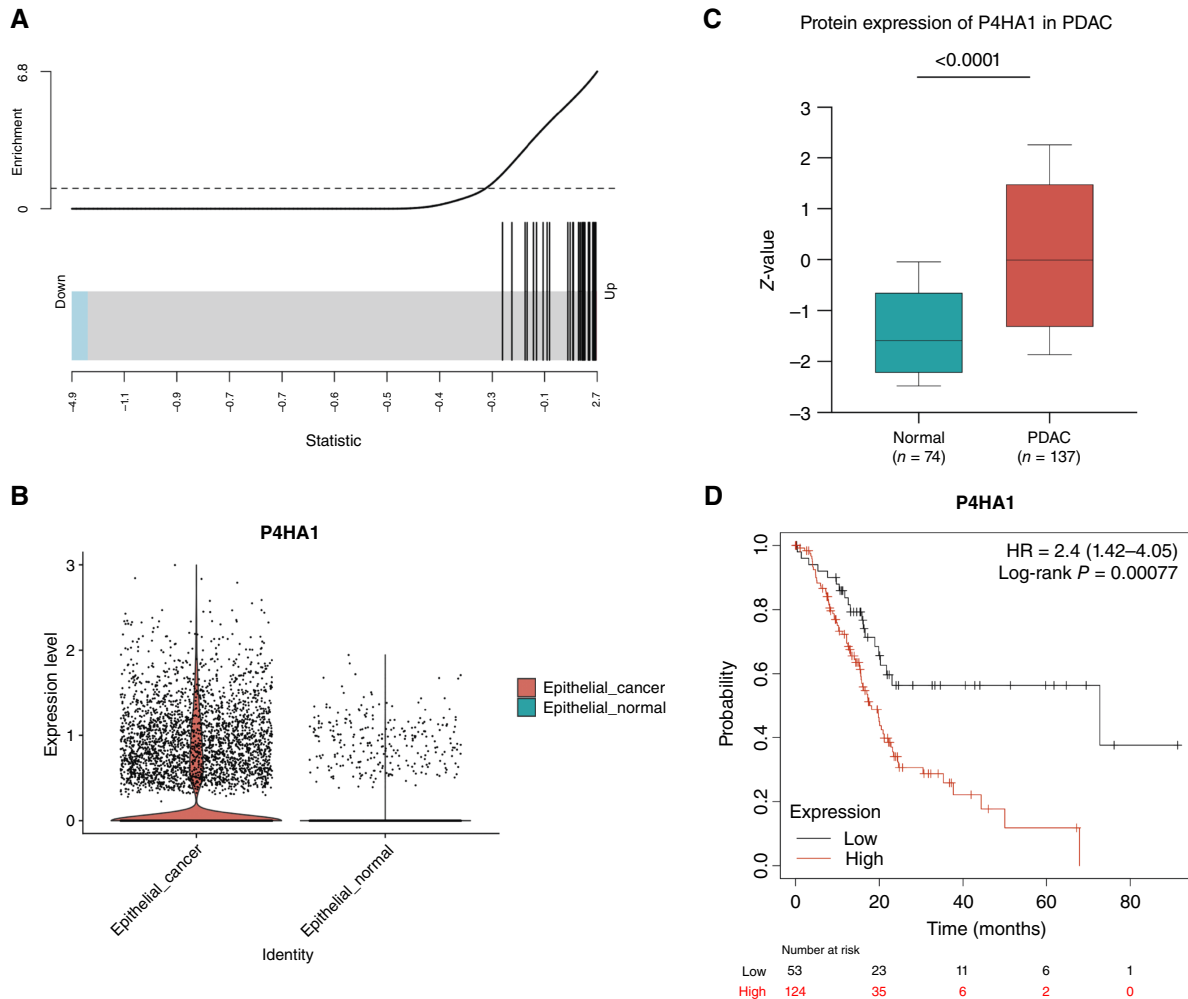 A
6.8
Enrichment
0
Down
Up
−4.9
−1.1
−0.9
−0.7
−0.7
−0.6
−0.5
−0.4
−0.3
−0.1
2.7
Statistic
B
P4HA1
3
2
1
0
Expression level
Epithelial_cancer
Epithelial_normal
Identity
Epithelial_cancer
Epithelial_normal
C
Protein expression of P4HA1 in PDAC
<0.0001
3
2
1
0
−1
−2
−3
Z-value
Normal
(n = 74)
PDAC
(n = 137)
D
P4HA1
HR = 2.4 (1.42–4.05)
Log-rank P = 0.00077
1.0
0.8
0.6
0.4
0.2
0.0
Probability
Expression
Low
High
0 20 40 60 80
Time (months)
Number at risk
Low 53 23 11 6 1
High 124 35 6 2 0